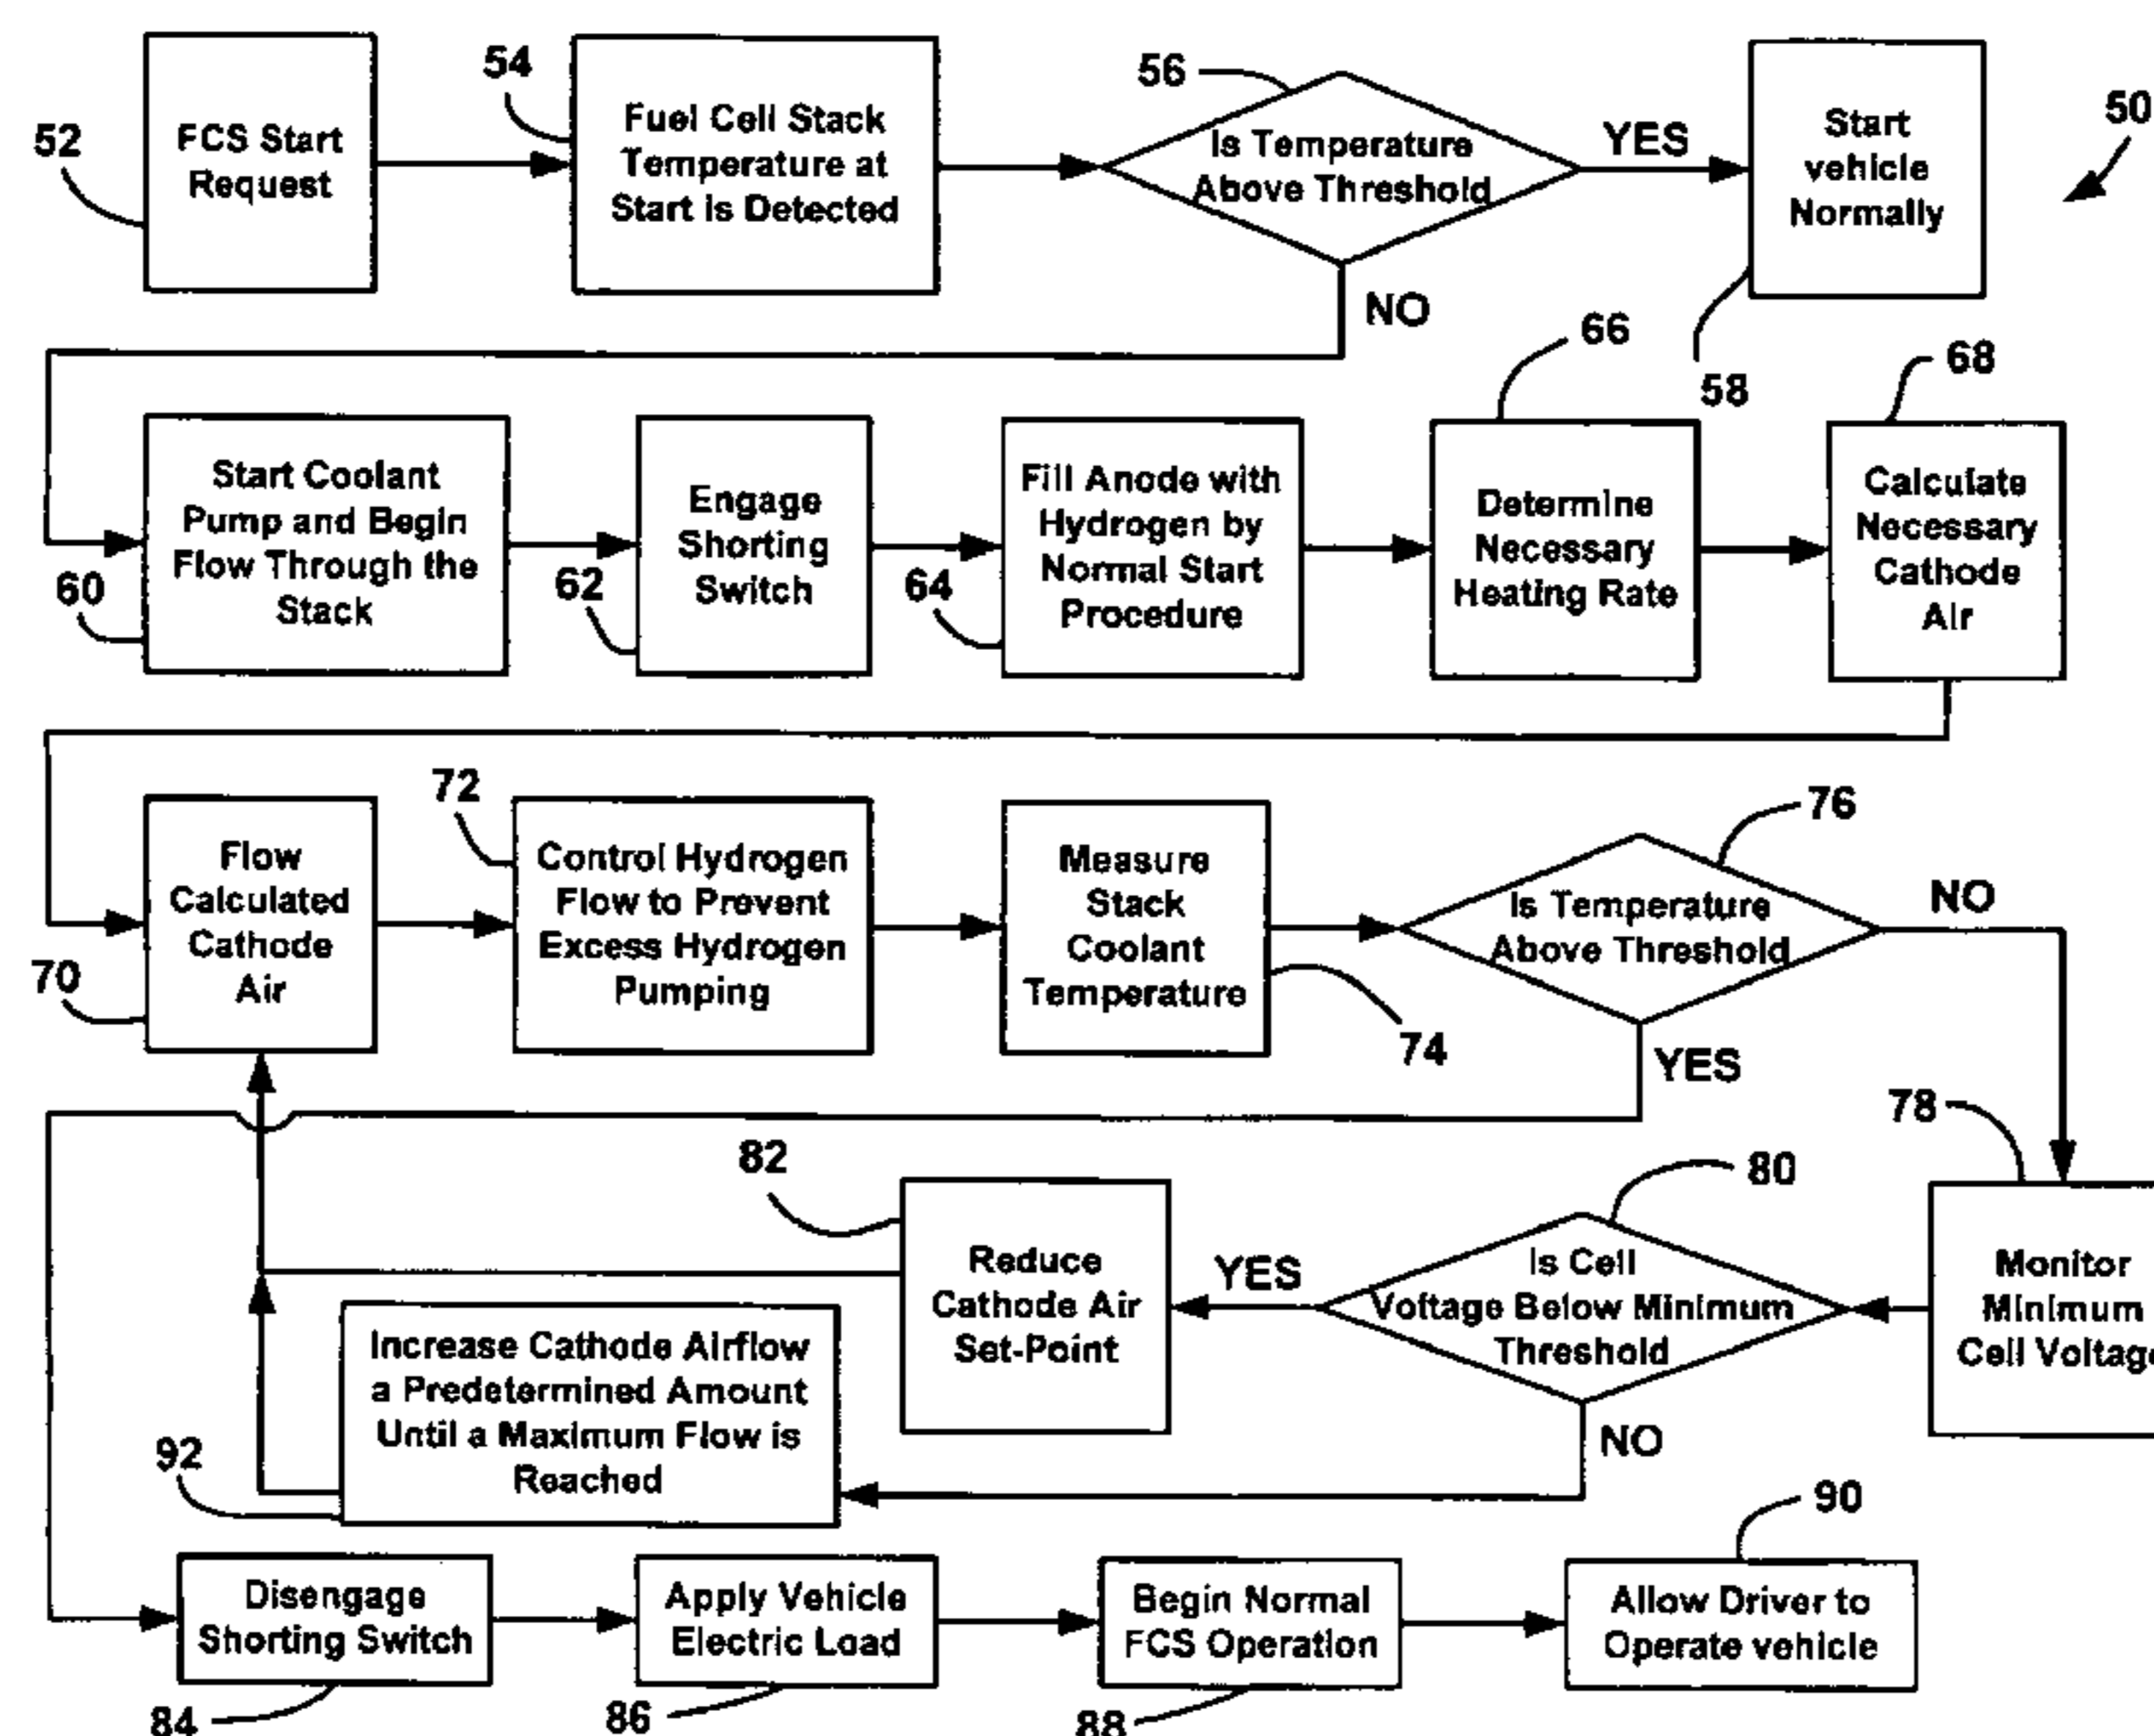 52
FCS Start
Request
54
Fuel Cell Stack
Temperature at
Start is Detected
56
Is Temperature
Above Threshold
YES
NO
Start
vehicle
Normally
58
50
Start Coolant
Pump and Begin
Flow Through the
Stack
60
Engage
Shorting
Switch
62
Fill Anode with
Hydrogen by
Normal Start
Procedure
64
66
Determine
Necessary
Heating Rate
68
Calculate
Necessary
Cathode
Air
Flow
Calculated
Cathode
Air
70
72
Control Hydrogen
Flow to Prevent
Excess Hydrogen
Pumping
Measure
Stack
Coolant
Temperature
74
76
Is Temperature
Above Threshold
NO
YES
78
Monitor
Minimum
Cell Voltage
80
Is Cell
Voltage Below Minimum
Threshold
YES
NO
82
Reduce
Cathode Air
Set-Point
Increase Cathode Airflow
a Predetermined Amount
Until a Maximum Flow is
Reached
92
Disengage
Shorting Switch
84
Apply Vehicle
Electric Load
86
Begin Normal
FCS Operation
88
90
Allow Driver to
Operate vehicle